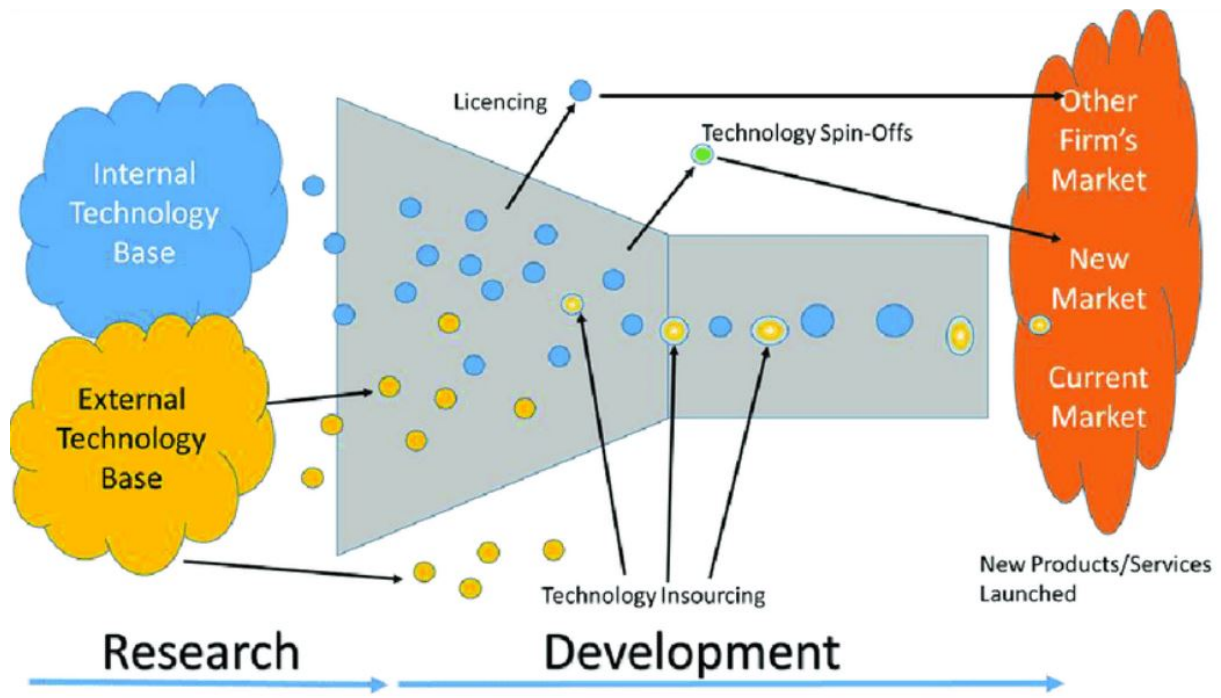 Internal
Technology
Base
External
Technology
Base
Licencing
Technology Spin-Offs
Technology Insourcing
Other
Firm's
Market
New
Market
Current
Market
New Products/Services
Launched
Research
Development